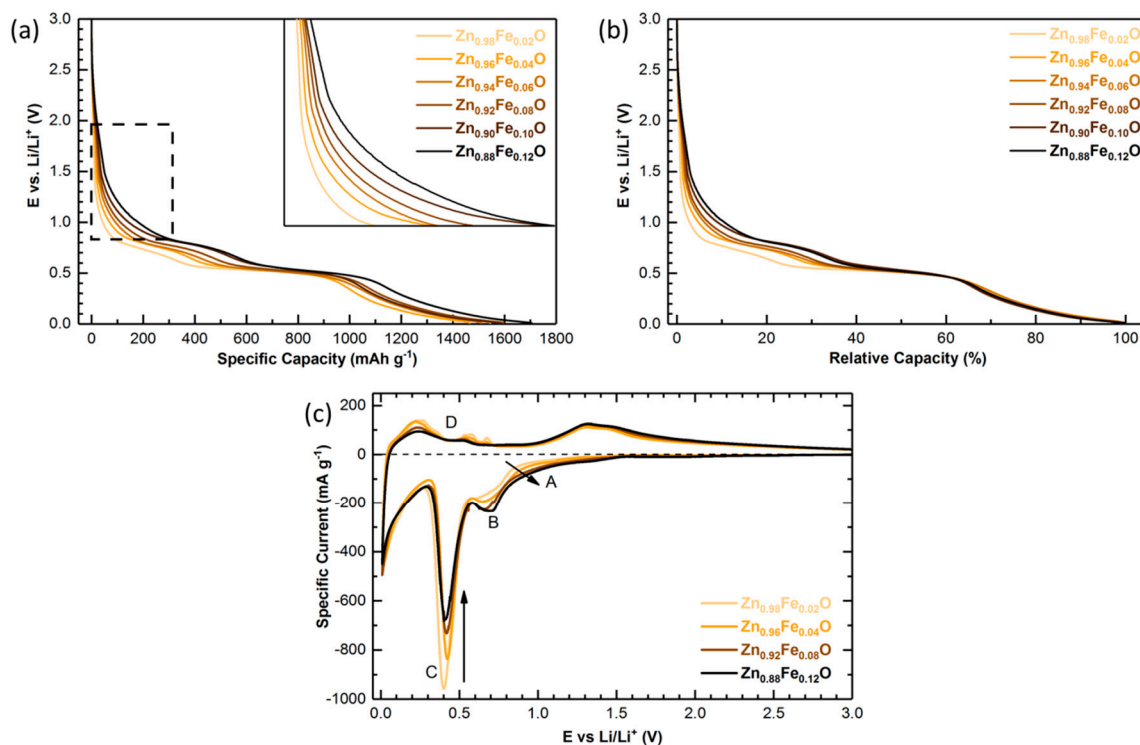 (a)
3.0
2.5
2.0
1.5
1.0
0.5
0.0
E vs. Li/Li⁺ (V)
0 200 400 600 800 1000 1200 1400 1600 1800
Specific Capacity (mAh g⁻¹)
Zn₀.₉₈Fe₀.₀₂O
Zn₀.₉₆Fe₀.₀₄O
Zn₀.₉₄Fe₀.₀₆O
Zn₀.₉₂Fe₀.₀₈O
Zn₀.₉₀Fe₀.₁₀O
Zn₀.₈₈Fe₀.₁₂O
(b)
3.0
2.5
2.0
1.5
1.0
0.5
0.0
E vs. Li/Li⁺ (V)
0 20 40 60 80 100
Relative Capacity (%)
Zn₀.₉₈Fe₀.₀₂O
Zn₀.₉₆Fe₀.₀₄O
Zn₀.₉₄Fe₀.₀₆O
Zn₀.₉₂Fe₀.₀₈O
Zn₀.₉₀Fe₀.₁₀O
Zn₀.₈₈Fe₀.₁₂O
(c)
200
0
-200
-400
-600
-800
-1000
Specific Current (mA g⁻¹)
D
A
B
C
Zn₀.₉₈Fe₀.₀₂O
Zn₀.₉₆Fe₀.₀₄O
Zn₀.₉₂Fe₀.₀₈O
Zn₀.₈₈Fe₀.₁₂O
0.0 0.5 1.0 1.5 2.0 2.5 3.0
E vs Li/Li⁺ (V)